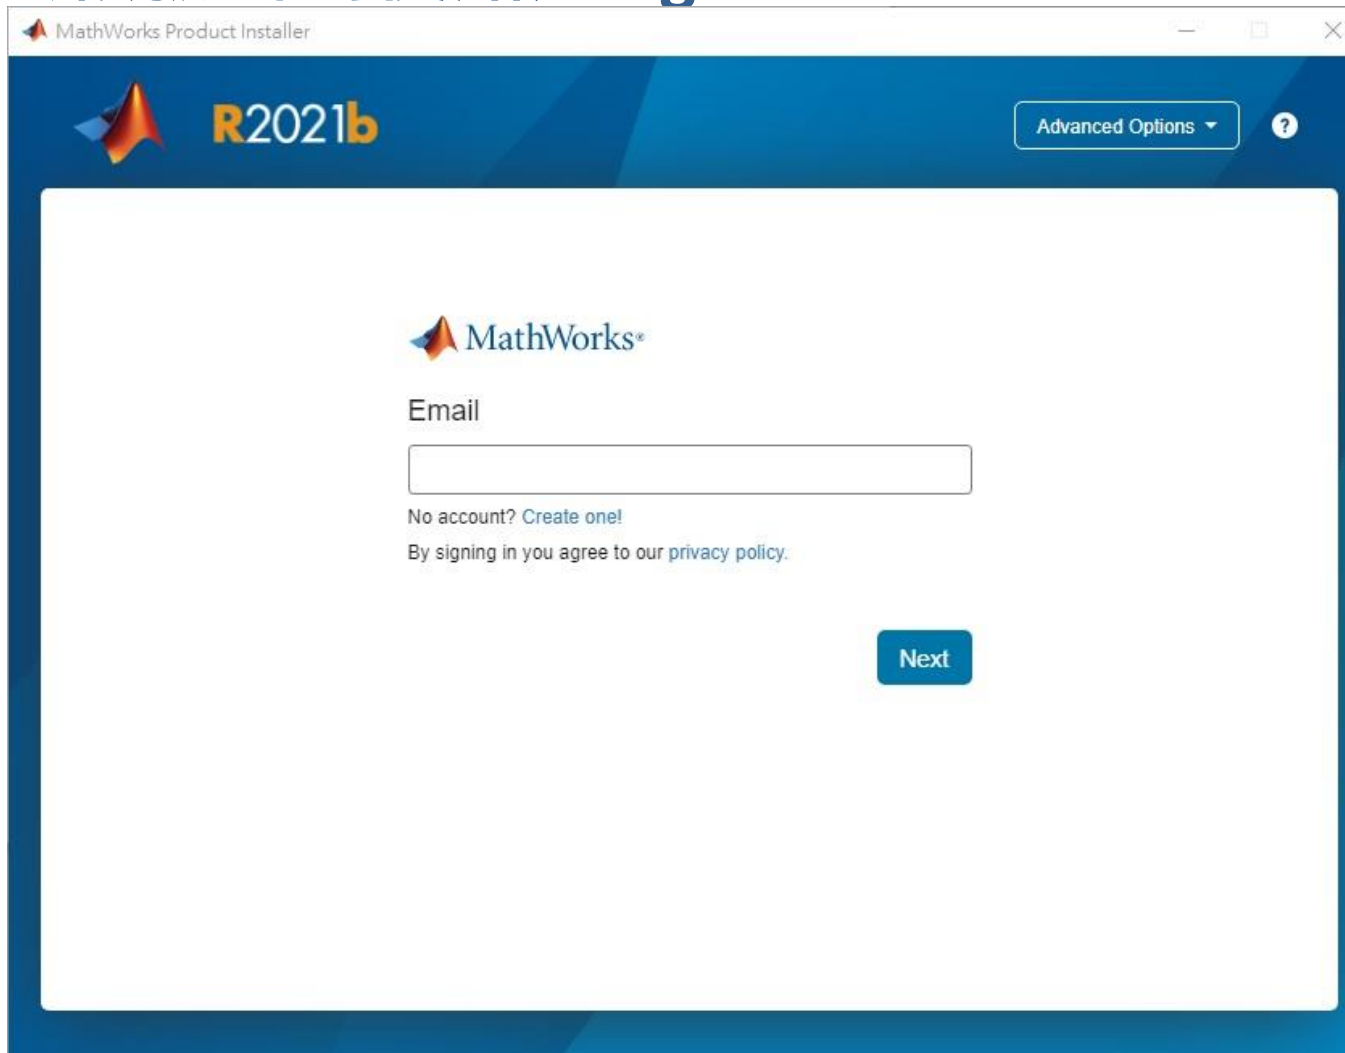 MathWorks Product Installer
R2021b
Advanced Options
?
MathWorks®
Email
No account? Create one!
By signing in you agree to our privacy policy.
Next